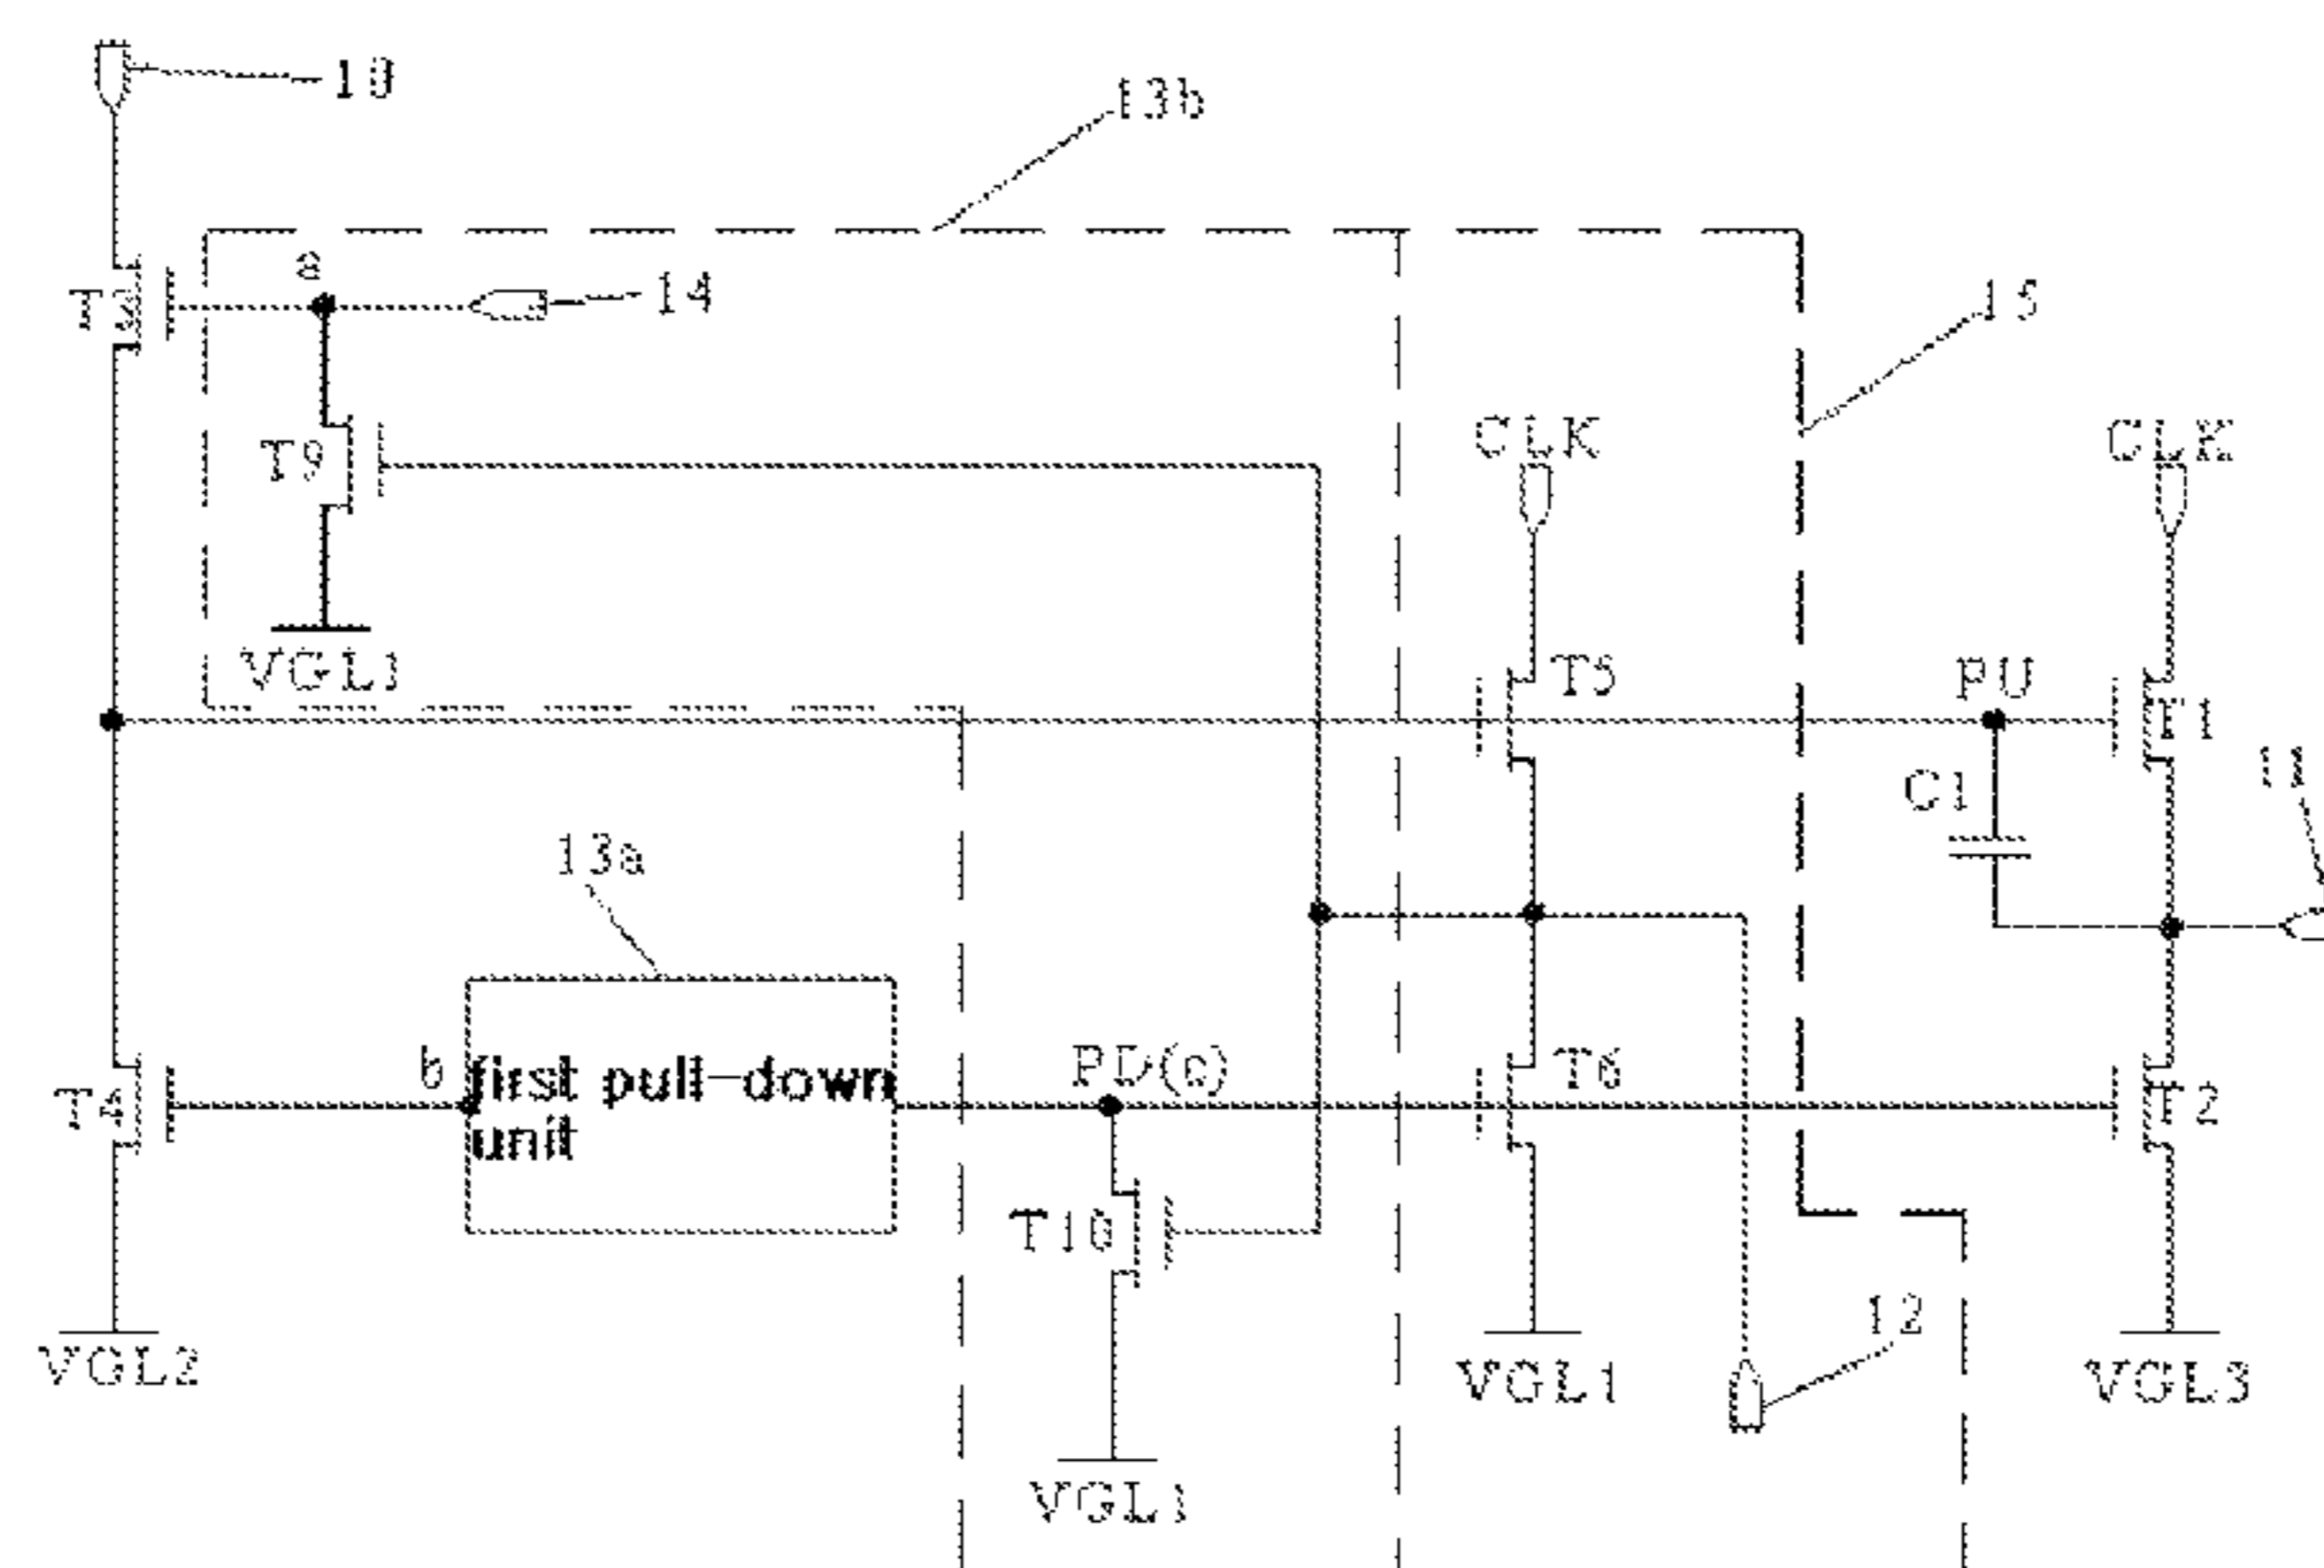 10
13b
a
14
15
T9
CLK
CLK
VGL1
T5
PU
T1
C1
11
13a
b
first pull-down
unit
PD(c)
T6
T2
T10
12
VGL2
VGL1
VGL3
VGL1